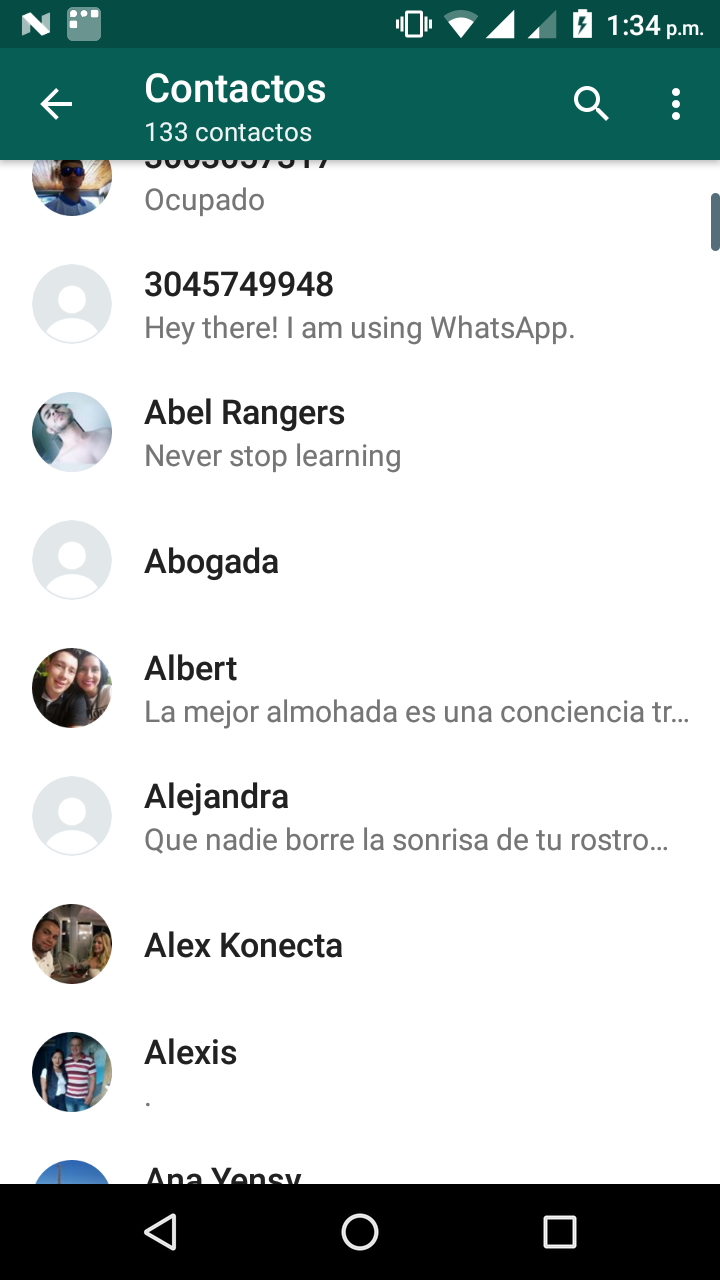 1:34 p.m.
Contactos
133 contactos
Ocupado
3045749948
Hey there! I am using WhatsApp.
Abel Rangers
Never stop learning
Abogada
Albert
La mejor almohada es una conciencia tr...
Alejandra
Que nadie borre la sonrisa de tu rostro...
Alex Konecta
Alexis
.
Ana Yensy